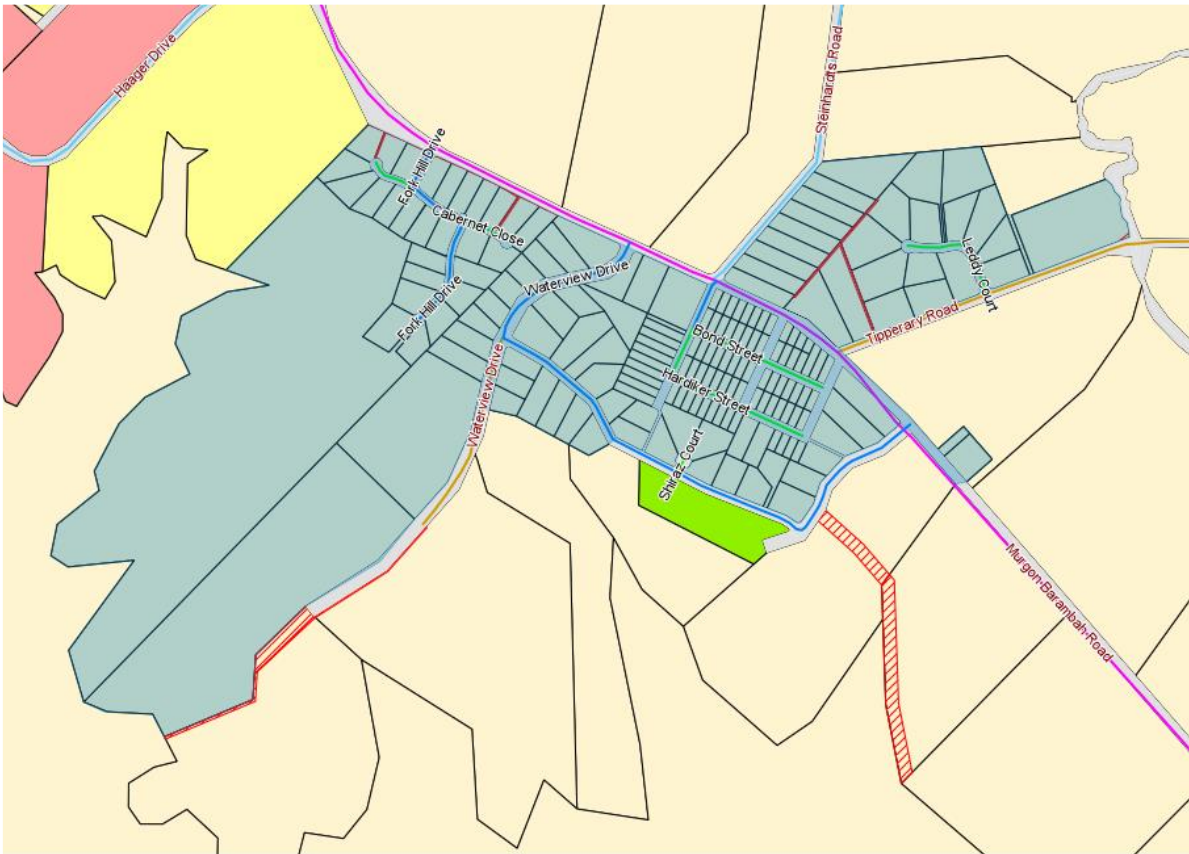 Haager Drive
Steinhardts Road
Fork Hill Drive
Cabernet Close
Leddy Court
Waterview Drive
Fork Hill Drive
Tipperary Road
Bond Street
Waterview Drive
Hardiker Street
Shiraz Court
Murgon-Barambah-Road